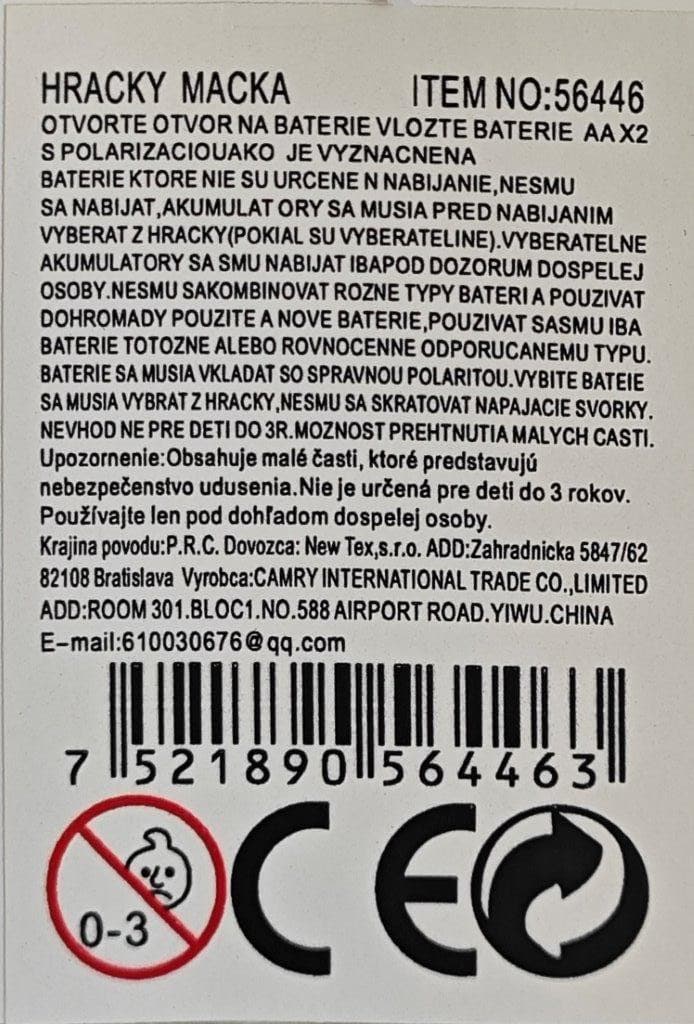 HRACKY MACKA ITEM NO:56446
OTVORTE OTVOR NA BATERIE VLOZTE BATERIE AA X2
S POLARIZACIOUAKO JE VYZNACNENA
BATERIE KTORE NIE SU URCENE N NABIJANIE,NESMU
SA NABIJAT,AKUMULAT ORY SA MUSIA PRED NABIJANIM
VYBERAT Z HRACKY(POKIAL SU VYBERATELINE).VYBERATELNE
AKUMULATORY SA SMU NABIJAT IBAPOD DOZORUM DOSPELEJ
OSOBY.NESMU SAKOMBINOVAT ROZNE TYPY BATERI A POUZIVAT
DOHROMADY POUZITE A NOVE BATERIE,POUZIVAT SASMU IBA
BATERIE TOTOZNE ALEBO ROVNOCENNE ODPORUCANEMU TYPU.
BATERIE SA MUSIA VKLADAT SO SPRAVNOU POLARITOU.VYBITE BATEIE
SA MUSIA VYBRAT Z HRACKY,NESMU SA SKRATOVAT NAPAJACIE SVORKY.
NEVHOD NE PRE DETI DO 3R.MOZNOST PREHTNUTIA MALYCH CASTI.
Upozornenie:Obsahuje malé časti, ktoré predstavujú
nebezpečenstvo udusenia.Nie je určená pre deti do 3 rokov.
Používajte len pod dohľadom dospelej osoby.
Krajina povodu:P.R.C. Dovozca: New Tex,s.r.o. ADD:Zahradnicka 5847/62
82108 Bratislava Vyrobca:CAMRY INTERNATIONAL TRADE CO.,LIMITED
ADD:ROOM 301.BLOC1.NO.588 AIRPORT ROAD.YIWU.CHINA
E-mail:610030676@qq.com
7 521890 564463
0-3 CE